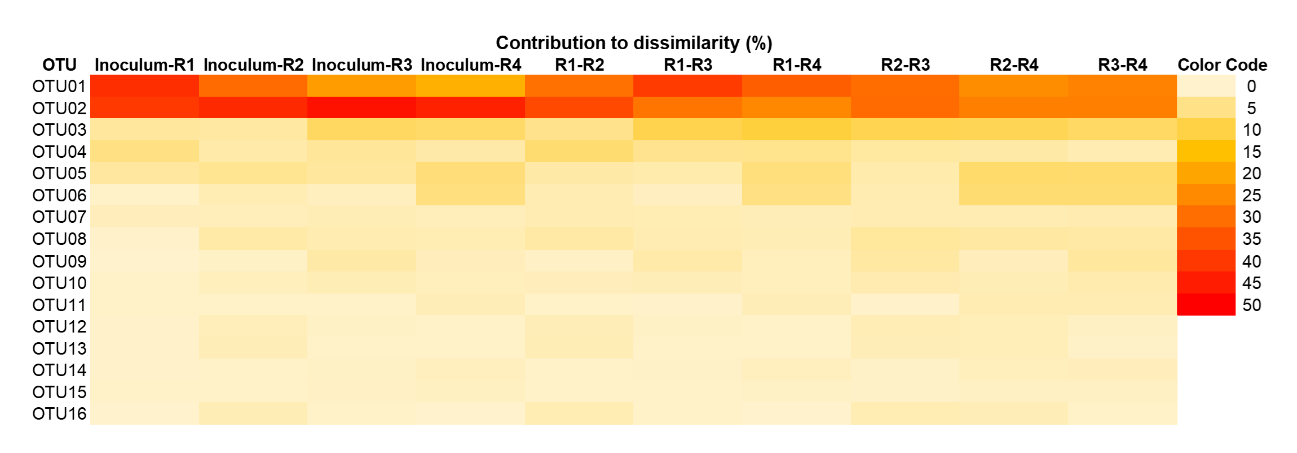 Contribution to dissimilarity (%)
OTU Inoculum-R1 Inoculum-R2 Inoculum-R3 Inoculum-R4 R1-R2 R1-R3 R1-R4 R2-R3 R2-R4 R3-R4 Color Code
OTU01 0
OTU02 5
OTU03 10
OTU04 15
OTU05 20
OTU06 25
OTU07 30
OTU08 35
OTU09 40
OTU10 45
OTU11 50
OTU12
OTU13
OTU14
OTU15
OTU16